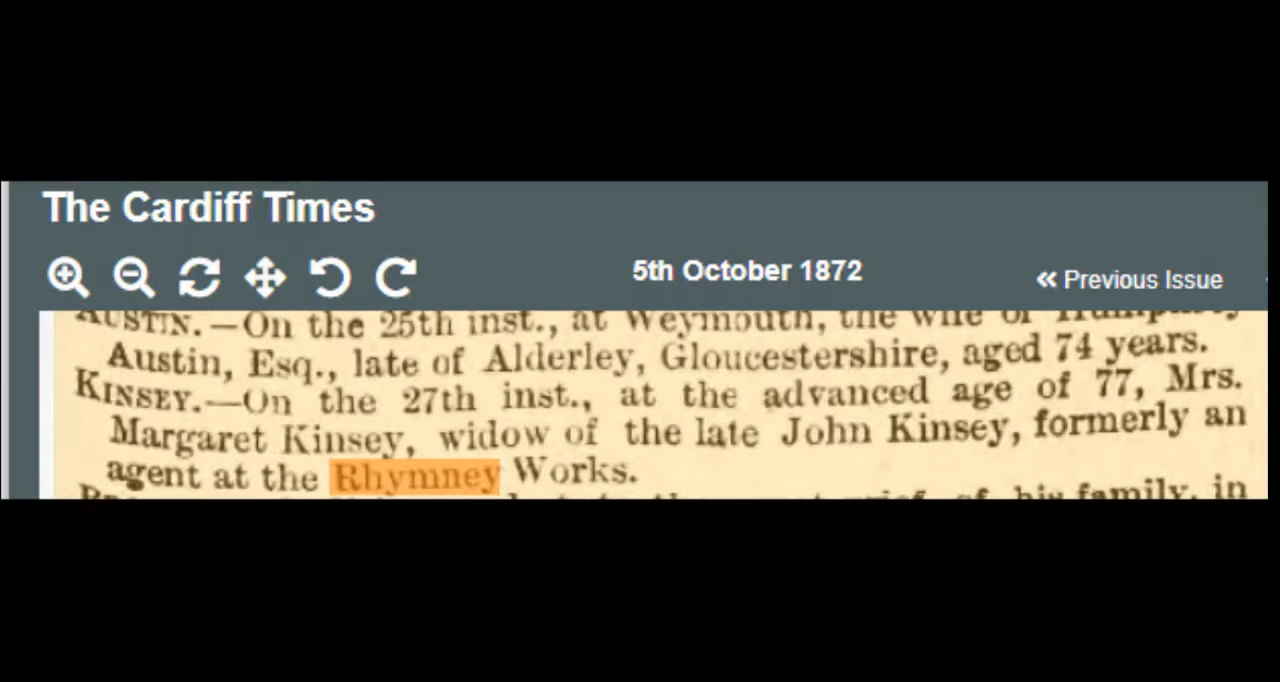 The Cardiff Times
5th October 1872
« Previous Issue
AUSTIN.—On the 25th inst., at Weymouth, the wife of Humphrey
Austin, Esq., late of Alderley, Gloucestershire, aged 74 years.
KINSEY.—On the 27th inst., at the advanced age of 77, Mrs.
Margaret Kinsey, widow of the late John Kinsey, formerly an
agent at the Rhymney Works.
grief of his family, in